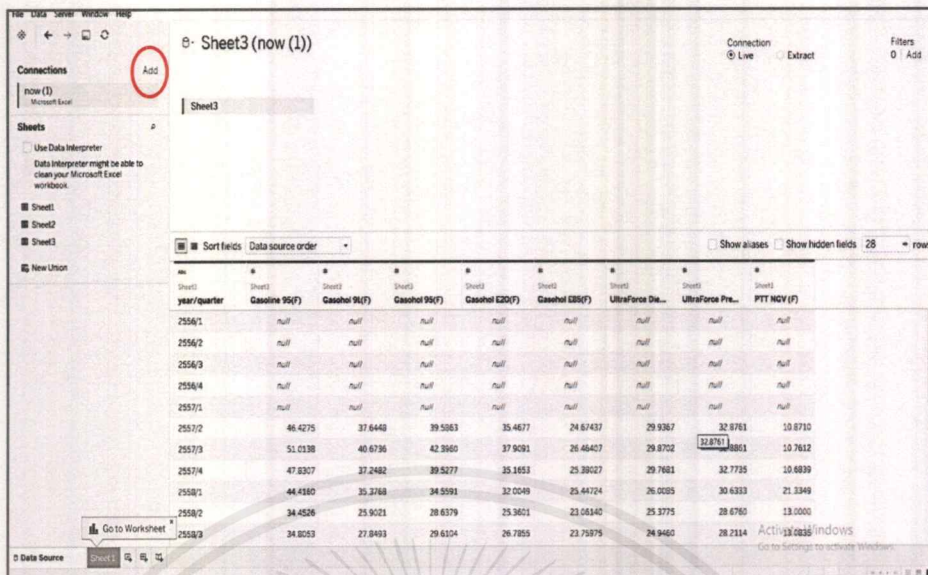 File Data Server Window Help
Connections Add
now (1)
Microsoft Excel
Sheets
Use Data Interpreter
Data Interpreter might be able to
clean your Microsoft Excel
workbook.
Sheet1
Sheet2
Sheet3
New Union
Sheet3 (now (1))
Connection
Live Extract
Filters
0 Add
Sheet3
Sort fields Data source order
Show aliases Show hidden fields 28 rows
Abc # # # # # # # #
Sheet3 Sheet3 Sheet3 Sheet3 Sheet3 Sheet3 Sheet3 Sheet3 Sheet3
year/quarter Gasoline 95(F) Gasohol 9L(F) Gasohol 95(F) Gasohol E20(F) Gasohol E85(F) UltraForce Die... UltraForce Pre... PTT NGV (F)
2556/1 null null null null null null null null
2556/2 null null null null null null null null
2556/3 null null null null null null null null
2556/4 null null null null null null null null
2557/1 null null null null null null null null
2557/2 46.4275 37.6448 39.5863 35.4677 24.67437 29.9367 32.8761 10.8710
32.8761
2557/3 51.0138 40.6736 42.3960 37.9091 26.46407 29.8702 10.7612
2557/4 47.8307 37.2482 39.5277 35.1653 25.38027 29.7681 32.7735 10.6839
2558/1 44.4160 35.3768 34.5591 32.0049 25.44724 26.0085 30.6333 21.3349
2558/2 34.4526 25.9021 28.6379 25.3601 23.06140 25.3775 28.6760 13.0000
2558/3 34.8053 27.8493 29.6104 26.7855 23.75975 24.9460 28.2114 13.0835
Go to Worksheet
Activate Windows
Go to Settings to activate Windows.
Data Source Sheet1